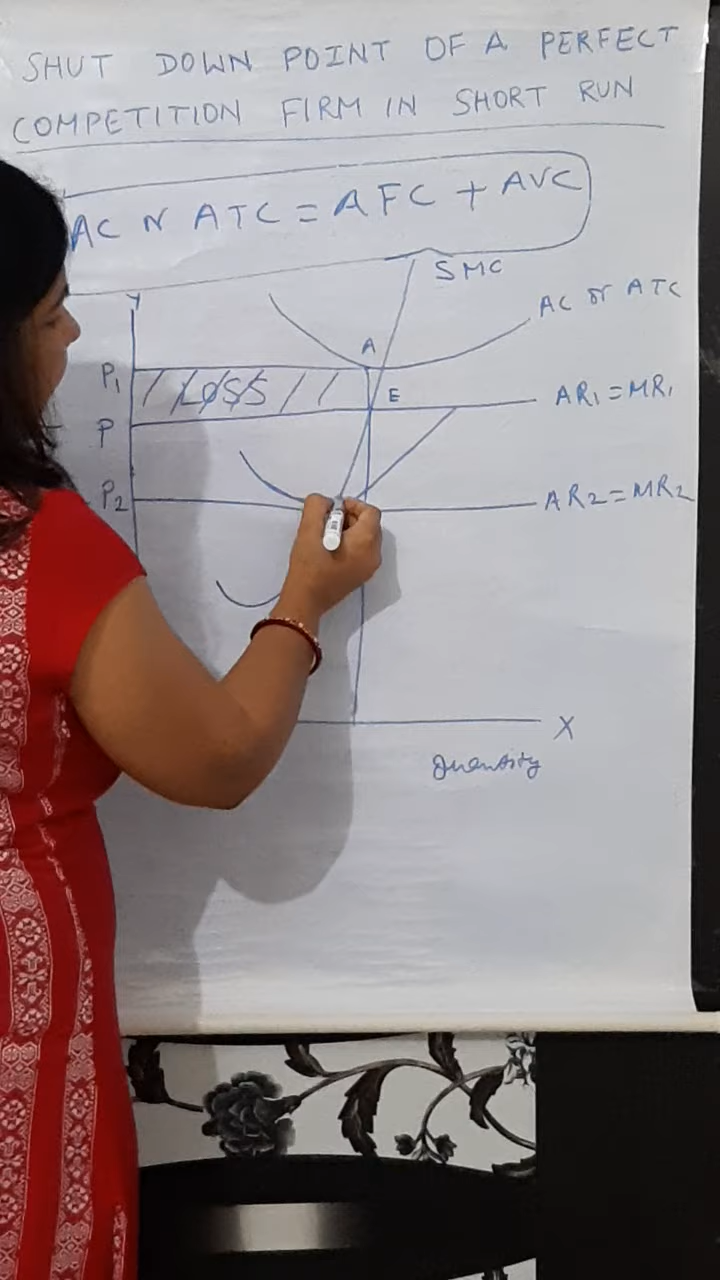 SHUT DOWN POINT OF A PERFECT
COMPETITION FIRM IN SHORT RUN
AC or ATC = AFC + AVC
SMC
Y
AC or ATC
A
P1
LOSS
E
AR1 = MR1
P
P2
AR2 = MR2
X
Quantity